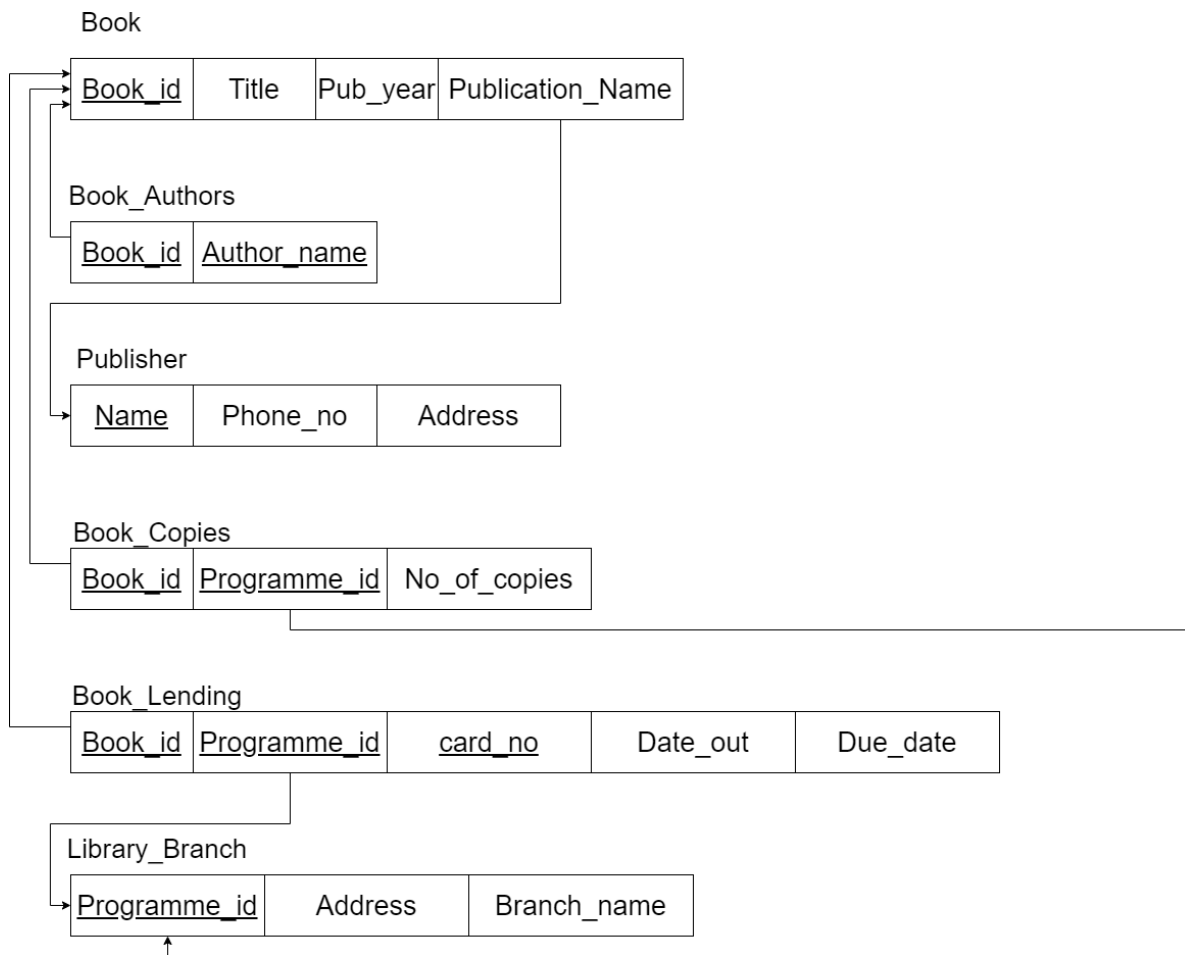 Book
Book_id Title Pub_year Publication_Name
Book_Authors
Book_id Author_name
Publisher
Name Phone_no Address
Book_Copies
Book_id Programme_id No_of_copies
Book_Lending
Book_id Programme_id card_no Date_out Due_date
Library_Branch
Programme_id Address Branch_name